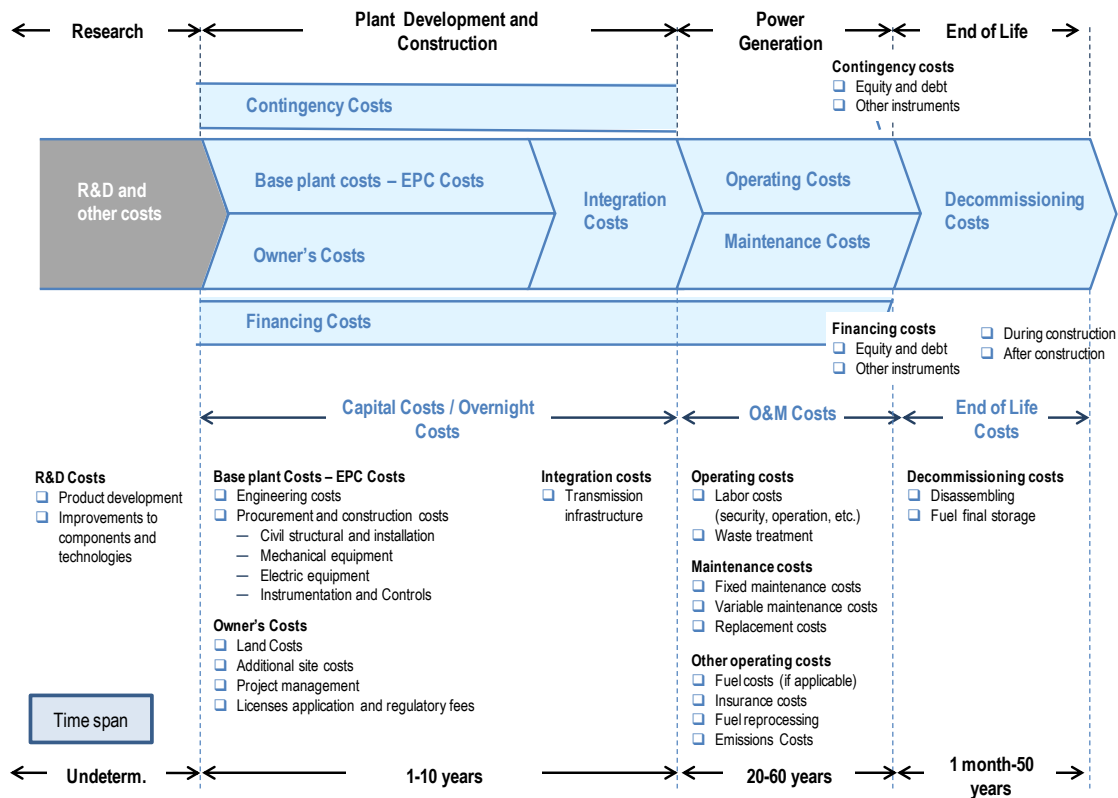 Research
Plant Development and
Construction
Power
Generation
End of Life
Contingency costs
Equity and debt
Other instruments
Contingency Costs
R&D and
other costs
Base plant costs – EPC Costs
Owner's Costs
Integration
Costs
Operating Costs
Maintenance Costs
Decommissioning
Costs
Financing Costs
Financing costs
Equity and debt
Other instruments
During construction
After construction
Capital Costs / Overnight
Costs
O&M Costs
End of Life
Costs
R&D Costs
Product development
Improvements to
components and
technologies
Base plant Costs – EPC Costs
Engineering costs
Procurement and construction costs
— Civil structural and installation
— Mechanical equipment
— Electric equipment
— Instrumentation and Controls
Owner's Costs
Land Costs
Additional site costs
Project management
Licenses application and regulatory fees
Integration costs
Transmission
infrastructure
Operating costs
Labor costs
(security, operation, etc.)
Waste treatment
Maintenance costs
Fixed maintenance costs
Variable maintenance costs
Replacement costs
Other operating costs
Fuel costs (if applicable)
Insurance costs
Fuel reprocessing
Emissions Costs
Decommissioning costs
Disassembling
Fuel final storage
Time span
Undeterm.
1-10 years
20-60 years
1 month-50
years